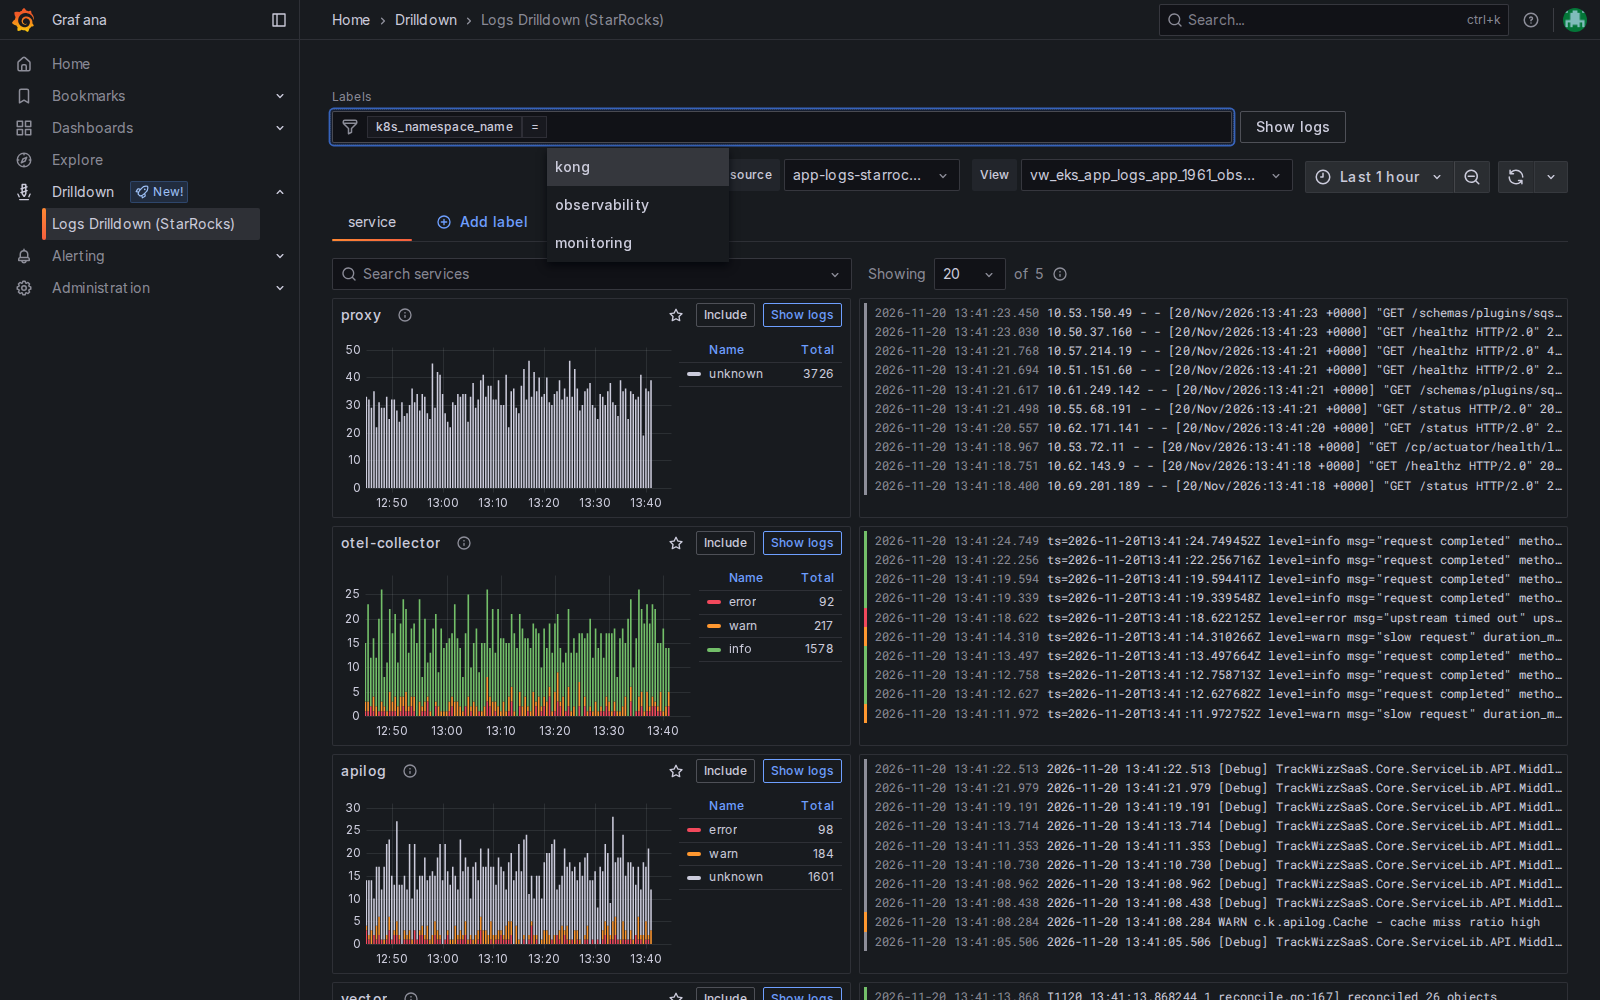 Grafana
Home › Drilldown › Logs Drilldown (StarRocks)
Search...
ctrl+k
Home
Bookmarks
Dashboards
Explore
Drilldown
New!
Logs Drilldown (StarRocks)
Alerting
Administration
Labels
k8s_namespace_name
=
Show logs
kong
observability
monitoring
source
app-logs-starroc...
View
vw_eks_app_logs_app_1961_obs...
Last 1 hour
service
Add label
Search services
Showing
20
of 5
proxy
Include
Show logs
50
40
30
20
10
0
12:50 13:00 13:10 13:20 13:30 13:40
Name Total
unknown 3726
2026-11-20 13:41:23.450 10.53.150.49 - - [20/Nov/2026:13:41:23 +0000] "GET /schemas/plugins/sqs…
2026-11-20 13:41:23.030 10.50.37.160 - - [20/Nov/2026:13:41:23 +0000] "GET /healthz HTTP/2.0" 2…
2026-11-20 13:41:21.768 10.57.214.19 - - [20/Nov/2026:13:41:21 +0000] "GET /healthz HTTP/2.0" 4…
2026-11-20 13:41:21.694 10.51.151.60 - - [20/Nov/2026:13:41:21 +0000] "GET /healthz HTTP/2.0" 2…
2026-11-20 13:41:21.617 10.61.249.142 - - [20/Nov/2026:13:41:21 +0000] "GET /schemas/plugins/sq…
2026-11-20 13:41:21.498 10.55.68.191 - - [20/Nov/2026:13:41:21 +0000] "GET /status HTTP/2.0" 20…
2026-11-20 13:41:20.557 10.62.171.141 - - [20/Nov/2026:13:41:20 +0000] "GET /status HTTP/2.0" 2…
2026-11-20 13:41:18.967 10.53.72.11 - - [20/Nov/2026:13:41:18 +0000] "GET /cp/actuator/health/l…
2026-11-20 13:41:18.751 10.62.143.9 - - [20/Nov/2026:13:41:18 +0000] "GET /healthz HTTP/2.0" 20…
2026-11-20 13:41:18.400 10.69.201.189 - - [20/Nov/2026:13:41:18 +0000] "GET /status HTTP/2.0" 2…
otel-collector
Include
Show logs
25
20
15
10
5
0
12:50 13:00 13:10 13:20 13:30 13:40
Name Total
error 92
warn 217
info 1578
2026-11-20 13:41:24.749 ts=2026-11-20T13:41:24.749452Z level=info msg="request completed" metho…
2026-11-20 13:41:22.256 ts=2026-11-20T13:41:22.256716Z level=info msg="request completed" metho…
2026-11-20 13:41:19.594 ts=2026-11-20T13:41:19.594411Z level=info msg="request completed" metho…
2026-11-20 13:41:19.339 ts=2026-11-20T13:41:19.339548Z level=info msg="request completed" metho…
2026-11-20 13:41:18.622 ts=2026-11-20T13:41:18.622125Z level=error msg="upstream timed out" ups…
2026-11-20 13:41:14.310 ts=2026-11-20T13:41:14.310266Z level=warn msg="slow request" duration_m…
2026-11-20 13:41:13.497 ts=2026-11-20T13:41:13.497664Z level=info msg="request completed" metho…
2026-11-20 13:41:12.758 ts=2026-11-20T13:41:12.758713Z level=info msg="request completed" metho…
2026-11-20 13:41:12.627 ts=2026-11-20T13:41:12.627682Z level=info msg="request completed" metho…
2026-11-20 13:41:11.972 ts=2026-11-20T13:41:11.972752Z level=warn msg="slow request" duration_m…
apilog
Include
Show logs
30
25
20
15
10
5
0
12:50 13:00 13:10 13:20 13:30 13:40
Name Total
error 98
warn 184
unknown 1601
2026-11-20 13:41:22.513 2026-11-20 13:41:22.513 [Debug] TrackWizzSaaS.Core.ServiceLib.API.Middl…
2026-11-20 13:41:21.979 2026-11-20 13:41:21.979 [Debug] TrackWizzSaaS.Core.ServiceLib.API.Middl…
2026-11-20 13:41:19.191 2026-11-20 13:41:19.191 [Debug] TrackWizzSaaS.Core.ServiceLib.API.Middl…
2026-11-20 13:41:13.714 2026-11-20 13:41:13.714 [Debug] TrackWizzSaaS.Core.ServiceLib.API.Middl…
2026-11-20 13:41:11.353 2026-11-20 13:41:11.353 [Debug] TrackWizzSaaS.Core.ServiceLib.API.Middl…
2026-11-20 13:41:10.730 2026-11-20 13:41:10.730 [Debug] TrackWizzSaaS.Core.ServiceLib.API.Middl…
2026-11-20 13:41:08.962 2026-11-20 13:41:08.962 [Debug] TrackWizzSaaS.Core.ServiceLib.API.Middl…
2026-11-20 13:41:08.438 2026-11-20 13:41:08.438 [Debug] TrackWizzSaaS.Core.ServiceLib.API.Middl…
2026-11-20 13:41:08.284 2026-11-20 13:41:08.284 WARN c.k.apilog.Cache - cache miss ratio high
2026-11-20 13:41:05.506 2026-11-20 13:41:05.506 [Debug] TrackWizzSaaS.Core.ServiceLib.API.Middl…
vector
Include
Show logs
2026-11-20 13:41:13.868 I1120 13:41:13.868244 1 reconcile.go:167] reconciled 26 objects